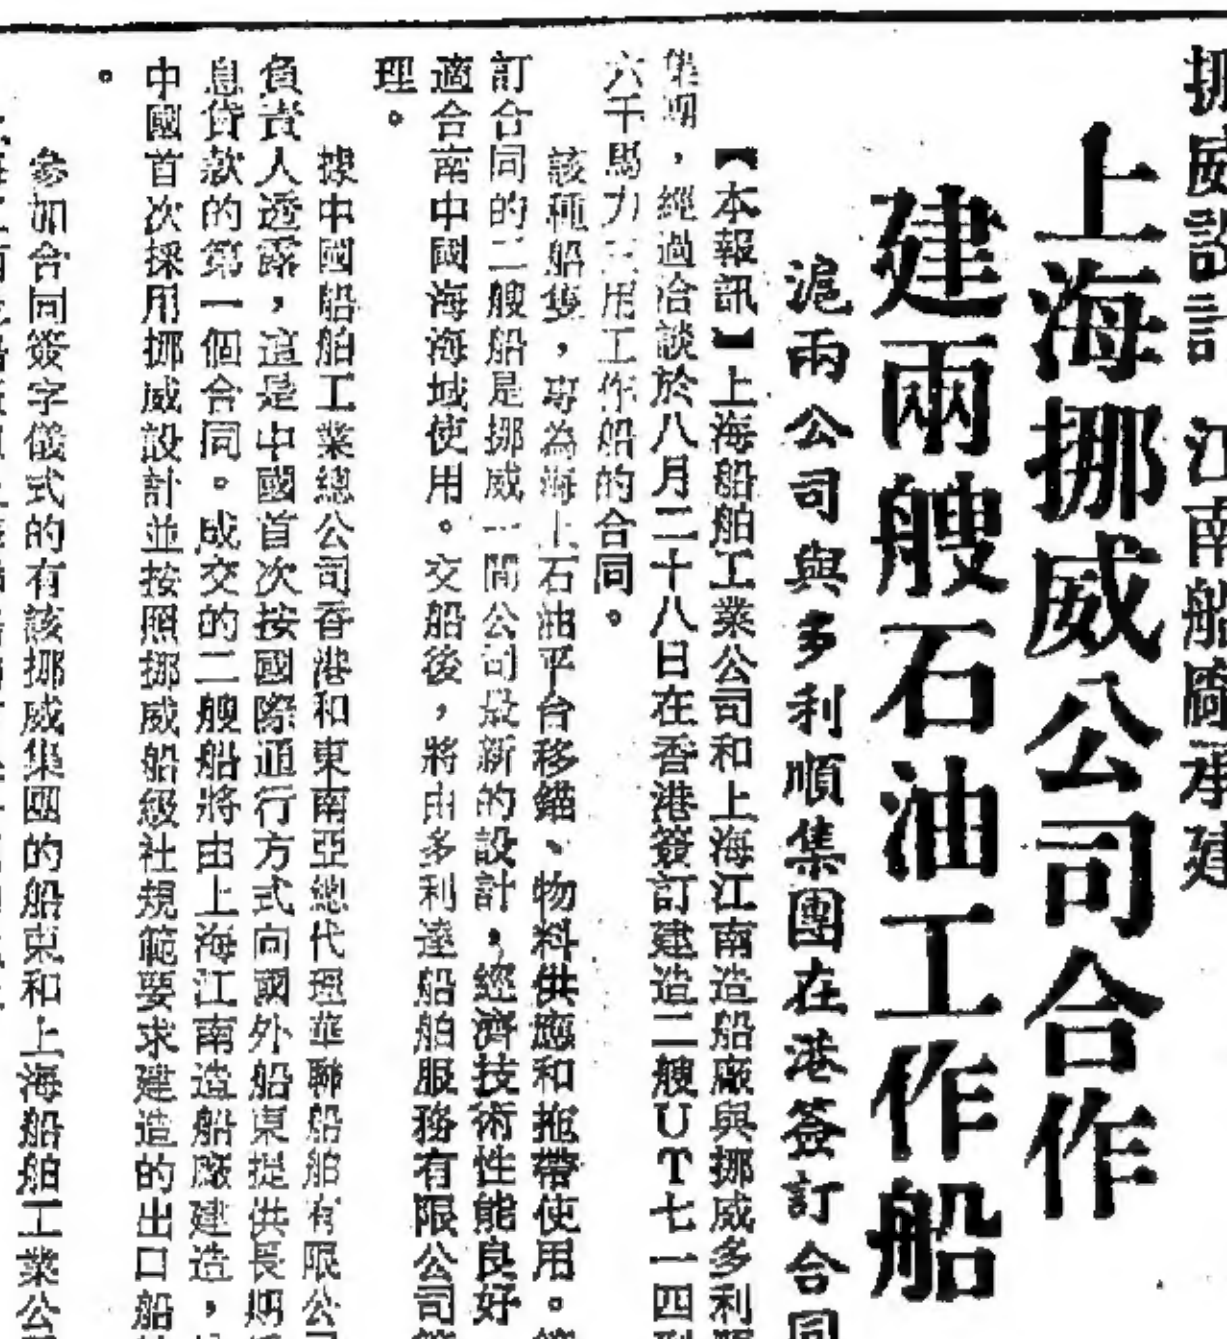 挪威設計 江南船廠承建
上海挪威公司合作
建兩艘石油工作船
滬兩公司與多利順集團在港簽訂合同
【本報訊】上海船舶工業公司和上海江南造船廠與挪威多利
集團，經過洽談於八月二十八日在香港簽訂建造二艘UT七一四
六千馬力三用工作船的合同。
該種船隻，專為海上石油平台移錨、物料供應和拖帶使用。
訂合同的二艘船是挪威一間公司最新的設計，經濟技術性能良好
適合南中國海海域使用。交船後，將由多利達船舶服務有限公司
理。
據中國船舶工業總公司香港和東南亞總代理華聯船舶有限公司
負責人透露，這是中國首次按國際通行方式向國外船東提供長期
息貸款的第一個合同。成交的二艘船將由上海江南造船廠建造，
中國首次採用挪威設計並按照挪威船級社規範要求建造的出口船
。
參加合同簽字儀式的有該挪威集團的船東和上海船舶工業公